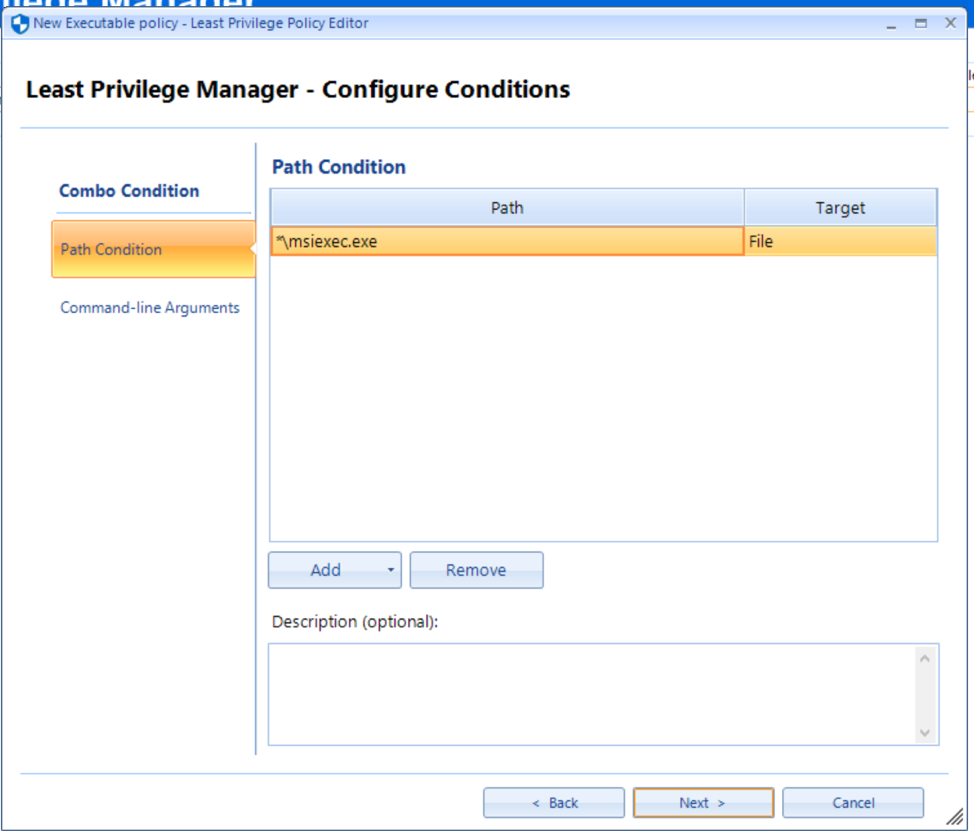 New Executable policy - Least Privilege Policy Editor
Least Privilege Manager - Configure Conditions
Combo Condition
Path Condition
Command-line Arguments
Path Condition
Path Target
*\msiexec.exe File
Add Remove
Description (optional):
< Back Next > Cancel